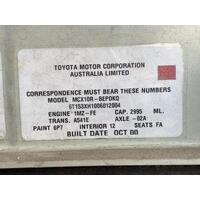 TOYOTA MOTOR CORPORATION
AUSTRALIA LIMITED
CORRESPONDENCE MUST BEAR THESE NUMBERS
MODEL MCX10R-BEPDKQ
6T153XH1006012004
ENGINE 1MZ-FE CAP. 2995 ML.
TRANS. A541E AXLE -02A
PAINT 6P7 INTERIOR 12 SEATS FA
BUILT DATE OCT 00